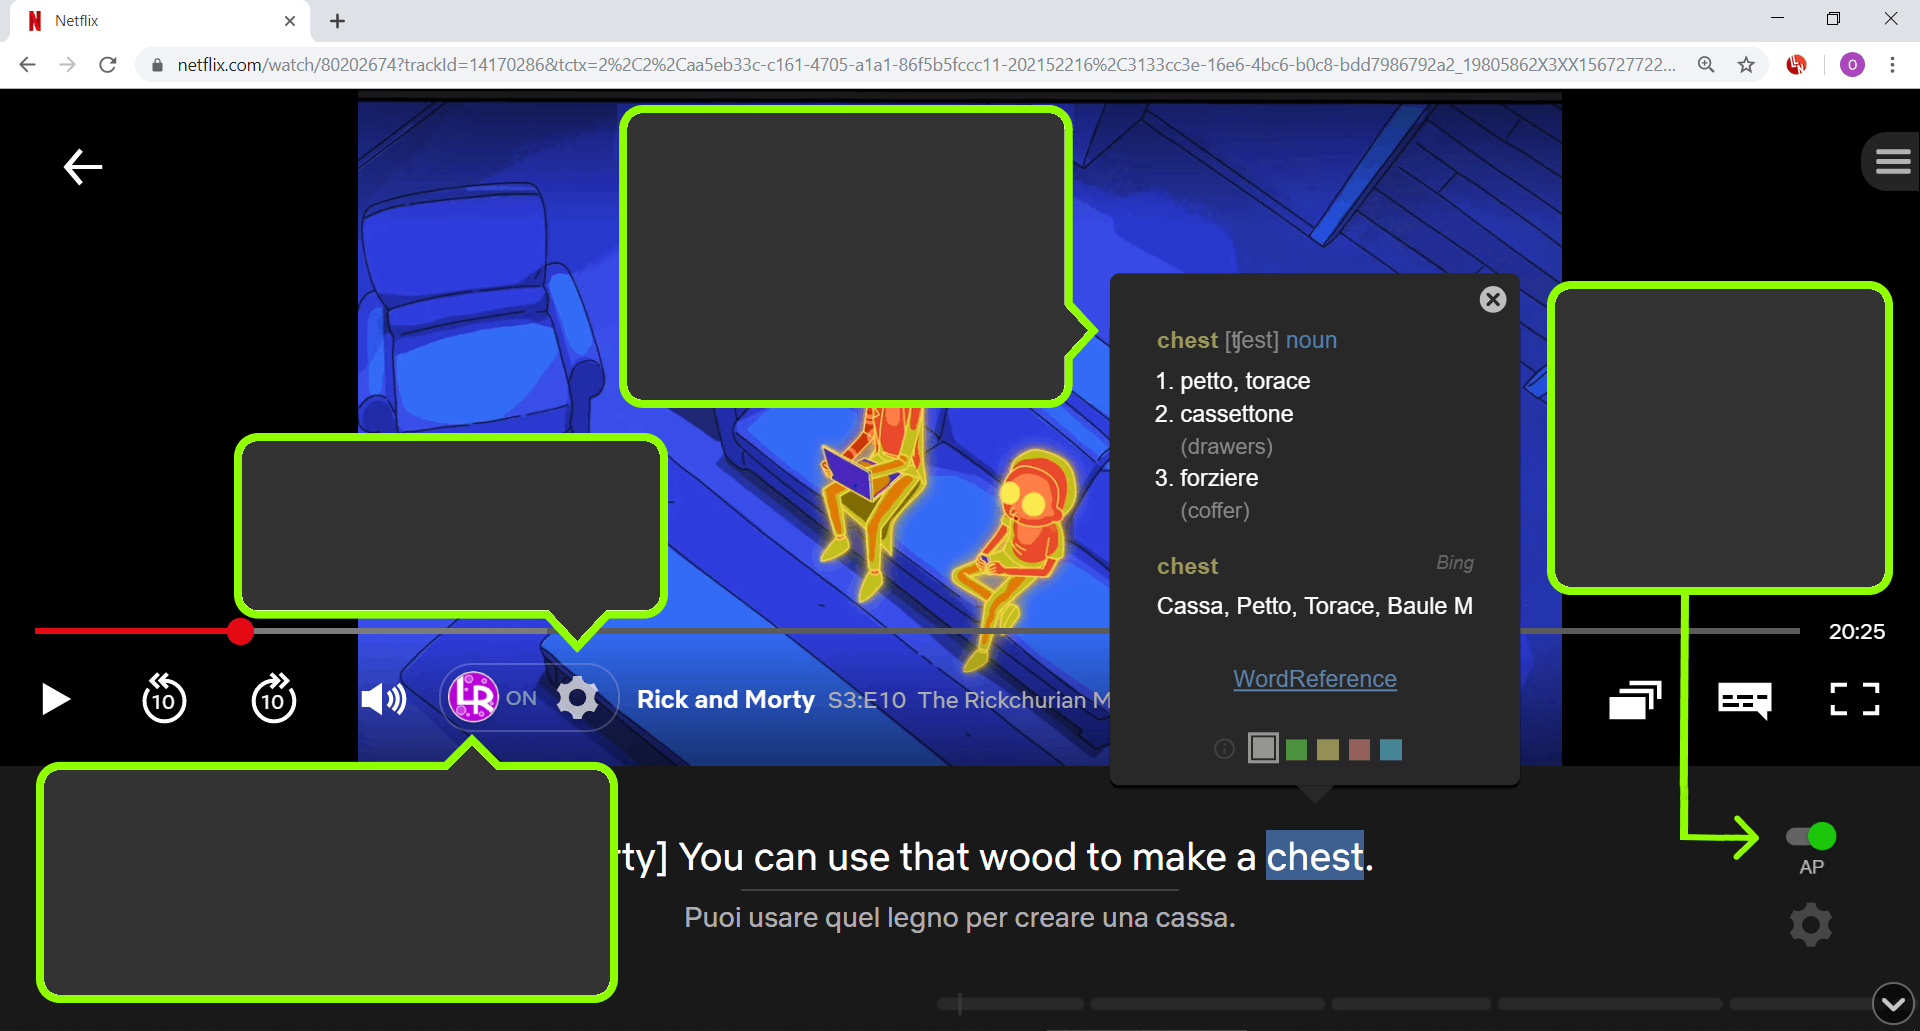 Netflix
netflix.com/watch/80202674?trackId=14170286&tctx=2%2C2%2Caa5eb33c-c161-4705-a1a1-86f5b5fccc11-202152216%2C3133cc3e-16e6-4bc6-b0c8-bdd7986792a2_19805862X3XX156727722...
O
chest [tʃest] noun
1. petto, torace
2. cassettone
(drawers)
3. forziere
(coffer)
chest Bing
Cassa, Petto, Torace, Baule M
WordReference
20:25
10
10
LR ON
Rick and Morty S3:E10 The Rickchurian M
ty] You can use that wood to make a chest.
Puoi usare quel legno per creare una cassa.
AP